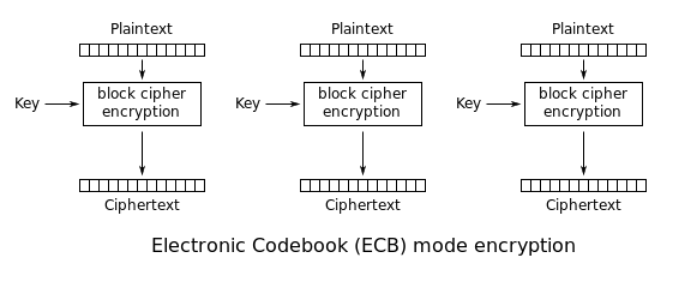 Plaintext
Plaintext
Plaintext
Key
block cipher
encryption
Key
block cipher
encryption
Key
block cipher
encryption
Ciphertext
Ciphertext
Ciphertext
Electronic Codebook (ECB) mode encryption